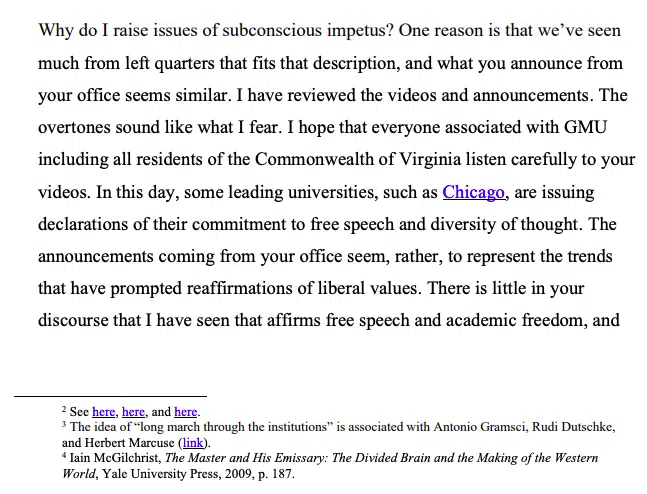 Why do I raise issues of subconscious impetus? One reason is that we’ve seen
much from left quarters that fits that description, and what you announce from
your office seems similar. I have reviewed the videos and announcements. The
overtones sound like what I fear. I hope that everyone associated with GMU
including all residents of the Commonwealth of Virginia listen carefully to your
videos. In this day, some leading universities, such as Chicago, are issuing
declarations of their commitment to free speech and diversity of thought. The
announcements coming from your office seem, rather, to represent the trends
that have prompted reaffirmations of liberal values. There is little in your
discourse that I have seen that affirms free speech and academic freedom, and
2 See here, here, and here.
3 The idea of “long march through the institutions” is associated with Antonio Gramsci, Rudi Dutschke,
and Herbert Marcuse (link).
4 Iain McGilchrist, The Master and His Emissary: The Divided Brain and the Making of the Western
World, Yale University Press, 2009, p. 187.